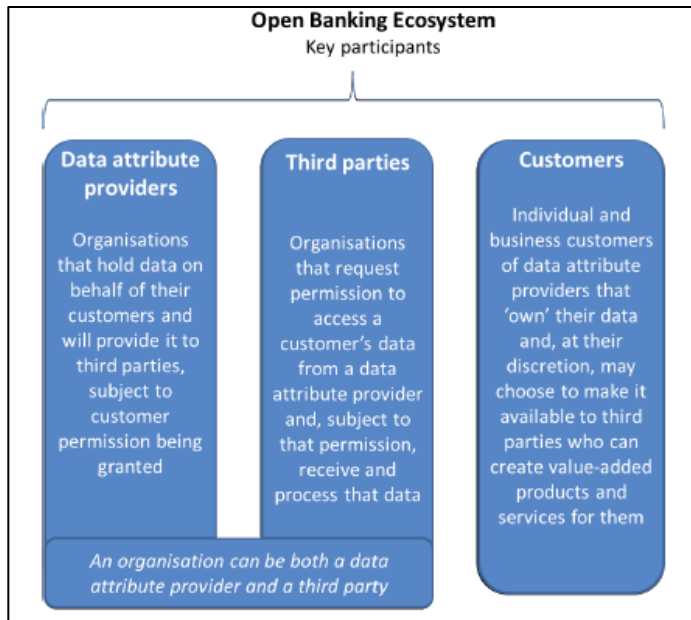 Open Banking Ecosystem
Key participants
Data attribute
providers
Organisations
that hold data on
behalf of their
customers and
will provide it to
third parties,
subject to
customer
permission being
granted
Third parties
Organisations
that request
permission to
access a
customer’s data
from a data
attribute provider
and, subject to
that permission,
receive and
process that data
Customers
Individual and
business customers
of data attribute
providers that
‘own’ their data
and, at their
discretion, may
choose to make it
available to third
parties who can
create value-added
products and
services for them
An organisation can be both a data
attribute provider and a third party